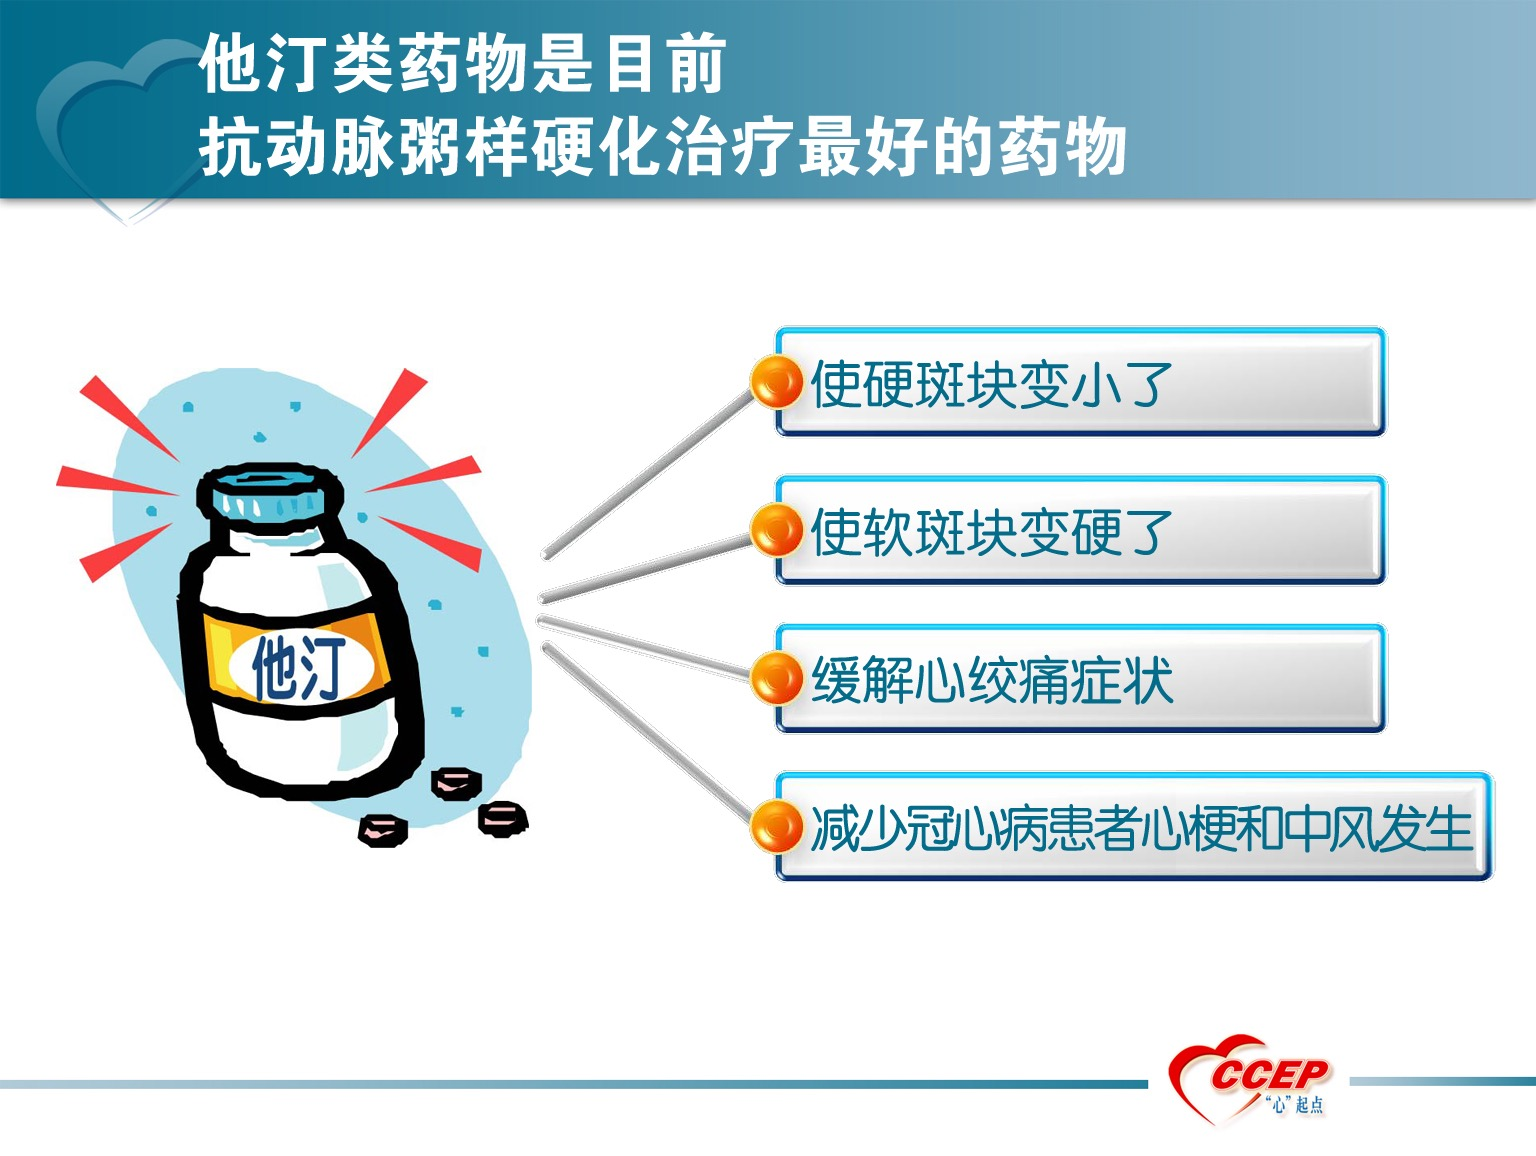 他汀类药物是目前
抗动脉粥样硬化治疗最好的药物
使硬斑块变小了
使软斑块变硬了
他汀
缓解心绞痛症状
减少冠心病患者心梗和中风发生
CCEP
“心”起点